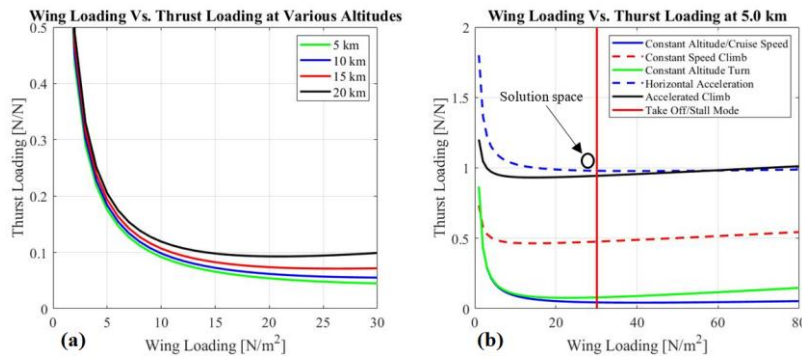 Wing Loading Vs. Thrust Loading at Various Altitudes
0.5
0.4
0.3
0.2
0.1
0
0
5
10
15
20
25
30
Thrust Loading [N/N]
Wing Loading [N/m²]
5 km
10 km
15 km
20 km
(a)
Wing Loading Vs. Thurst Loading at 5.0 km
2
1.5
1
0.5
0
0
20
40
60
80
Thurst Loading [N/N]
Wing Loading [N/m²]
Constant Altitude/Cruise Speed
Constant Speed Climb
Constant Altitude Turn
Horizontal Acceleration
Accelerated Climb
Take Off/Stall Mode
Solution space
(b)